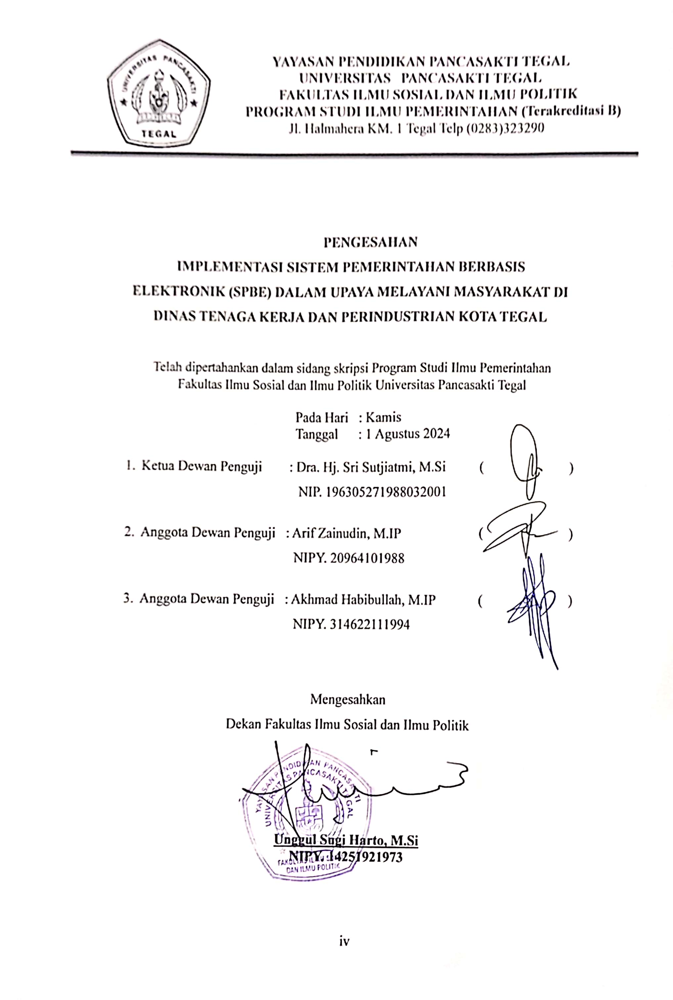 UNIVERSITAS PANCASAKTI
TEGAL
YAYASAN PENDIDIKAN PANCASAKTI TEGAL
UNIVERSITAS PANCASAKTI TEGAL
FAKULTAS ILMU SOSIAL DAN ILMU POLITIK
PROGRAM STUDI ILMU PEMERINTAHAN (Terakreditasi B)
Jl. Halmahera KM. 1 Tegal Telp (0283)323290
PENGESAHAN
IMPLEMENTASI SISTEM PEMERINTAHAN BERBASIS
ELEKTRONIK (SPBE) DALAM UPAYA MELAYANI MASYARAKAT DI
DINAS TENAGA KERJA DAN PERINDUSTRIAN KOTA TEGAL
Telah dipertahankan dalam sidang skripsi Program Studi Ilmu Pemerintahan
Fakultas Ilmu Sosial dan Ilmu Politik Universitas Pancasakti Tegal
Pada Hari : Kamis
Tanggal : 1 Agustus 2024
1. Ketua Dewan Penguji : Dra. Hj. Sri Sutjiatmi, M.Si ( )
NIP. 196305271988032001
2. Anggota Dewan Penguji : Arif Zainudin, M.IP ( )
NIPY. 20964101988
3. Anggota Dewan Penguji : Akhmad Habibullah, M.IP ( )
NIPY. 314622111994
Mengesahkan
Dekan Fakultas Ilmu Sosial dan Ilmu Politik
YAYASAN PENDIDIKAN PANCASAKTI
UNIVERSITAS PANCASAKTI TEGAL
Unggul Sugi Harto, M.Si
NIPY. 14251921973
FAKULTAS ILMU
DAN ILMU POLITIK
iv